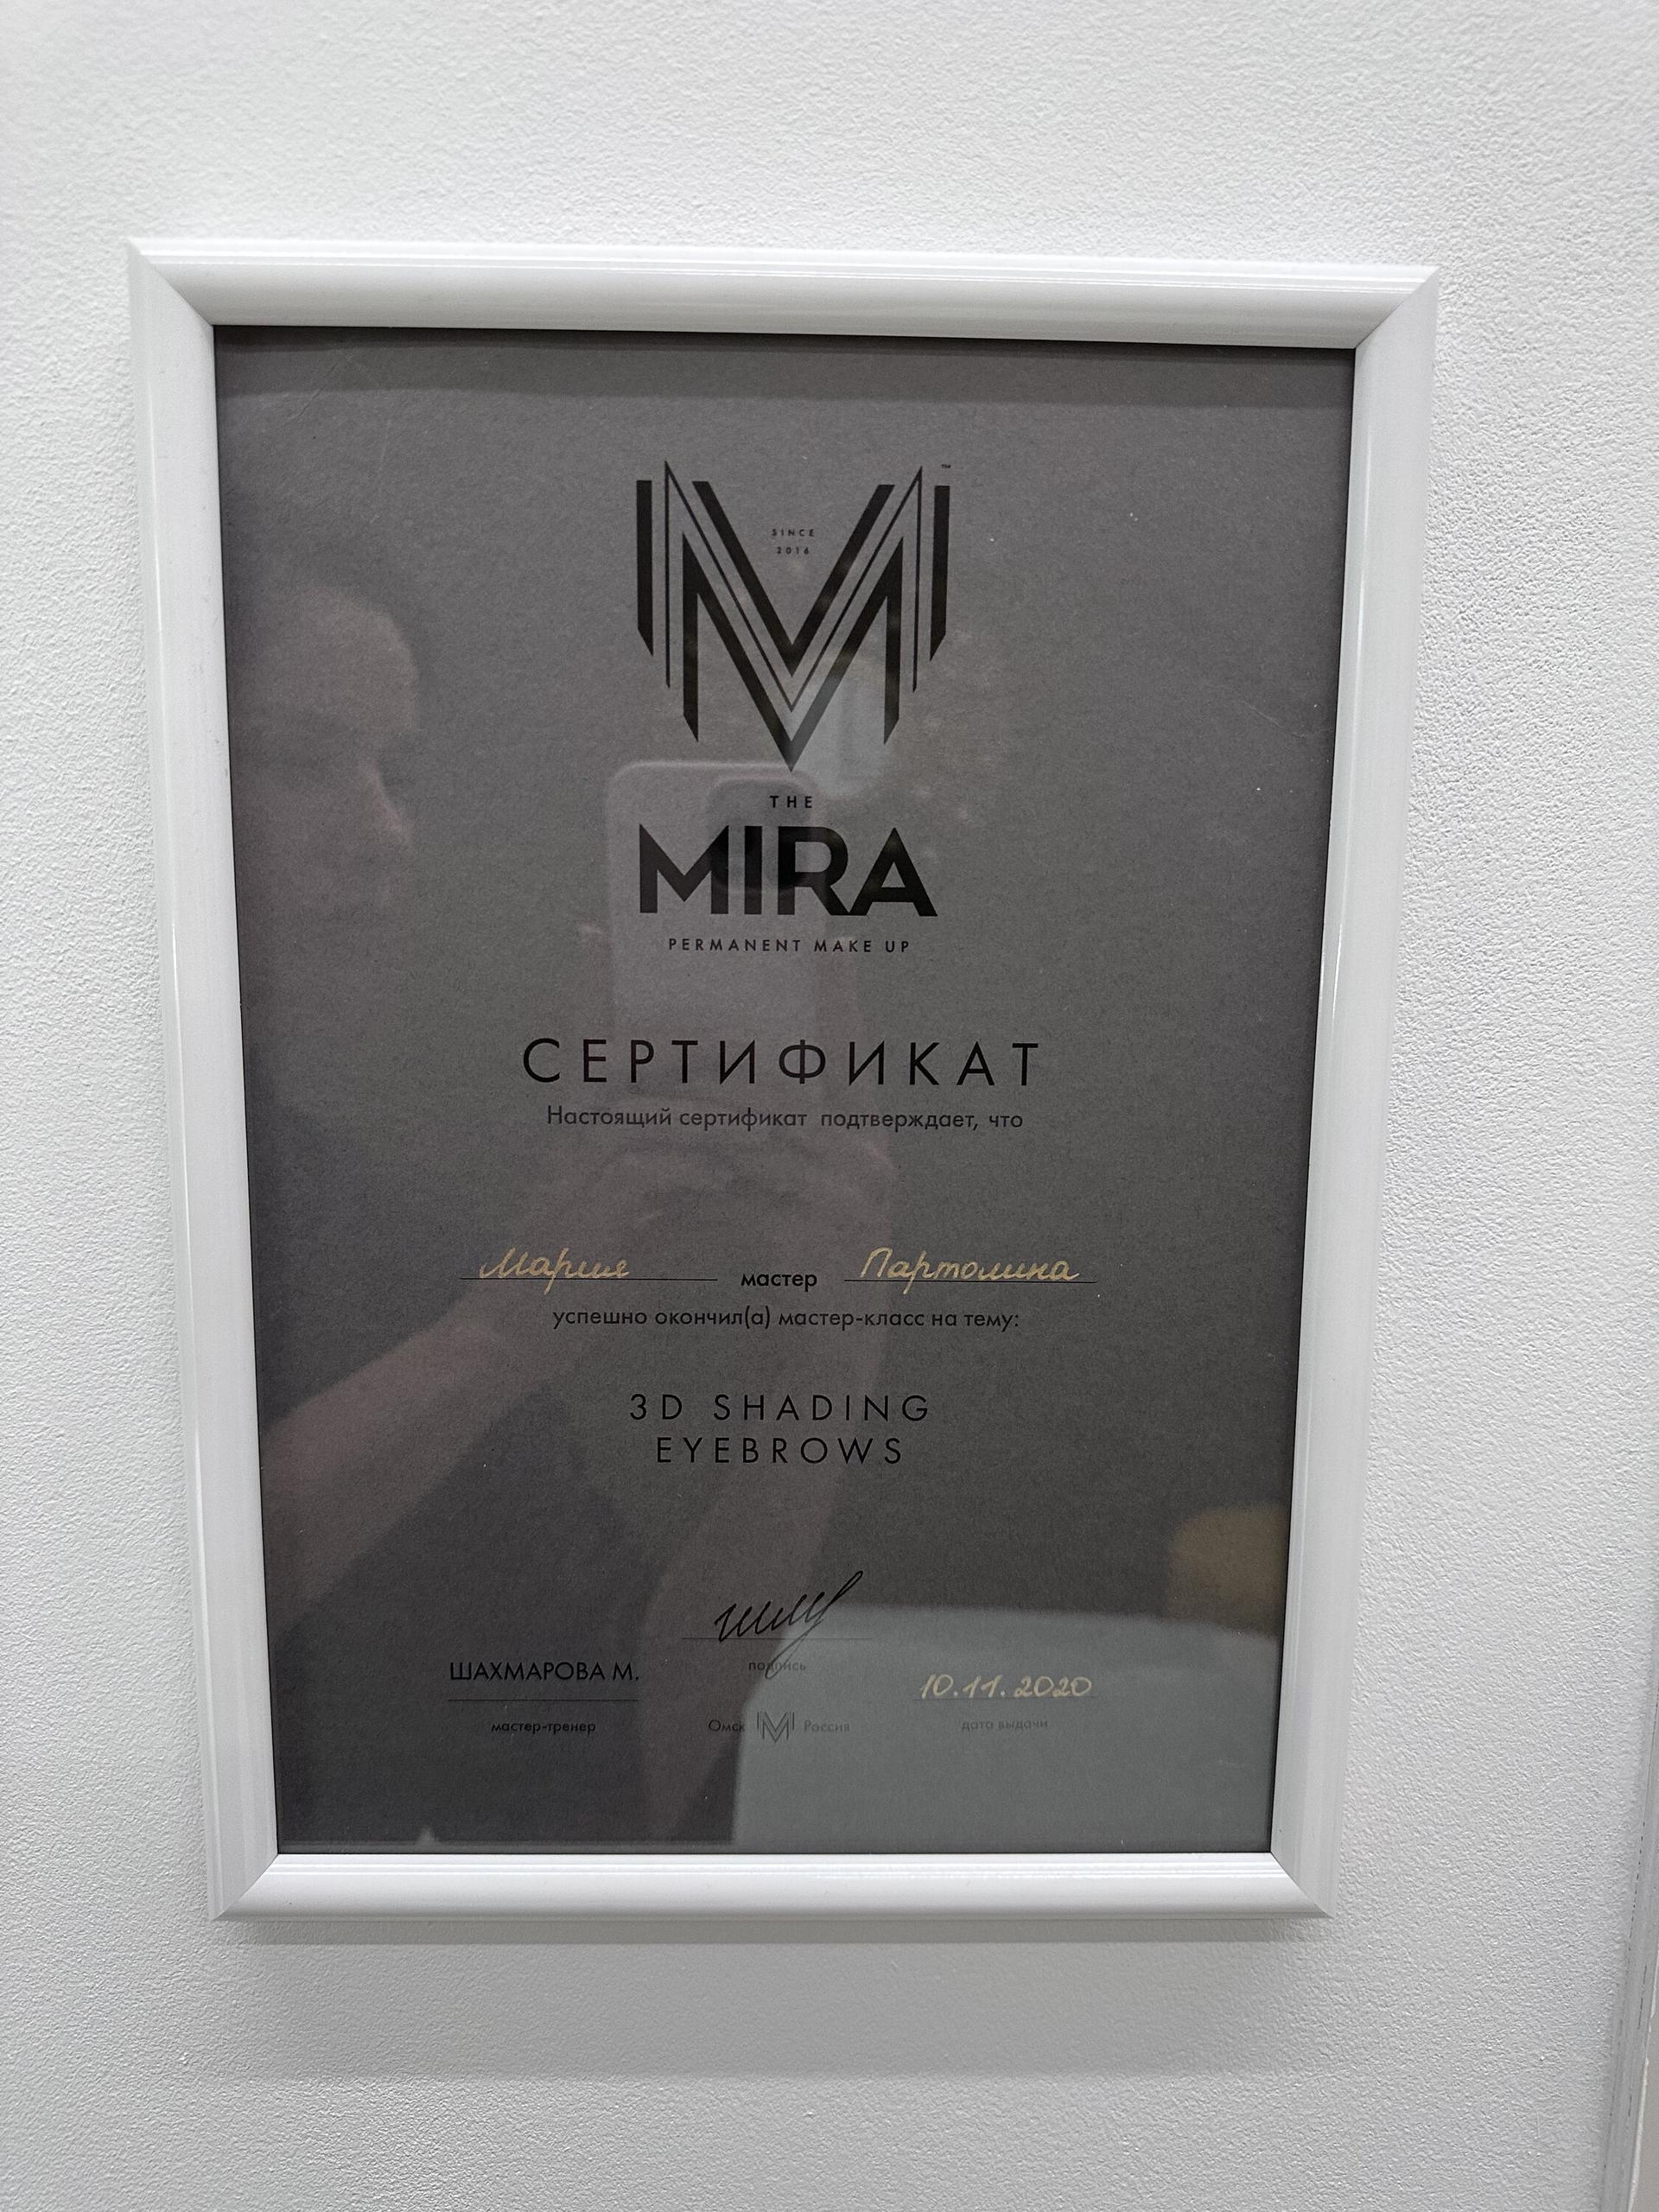 SINCE
2016
THE
MIRA
PERMANENT MAKE UP
СЕРТИФИКАТ
Настоящий сертификат подтверждает, что
Мария мастер Партолина
успешно окончил(а) мастер-класс на тему:
3D SHADING
EYEBROWS
подпись
ШАХМАРОВА М.
10.11.2020
мастер-тренер Омск М Россия дата выдачи